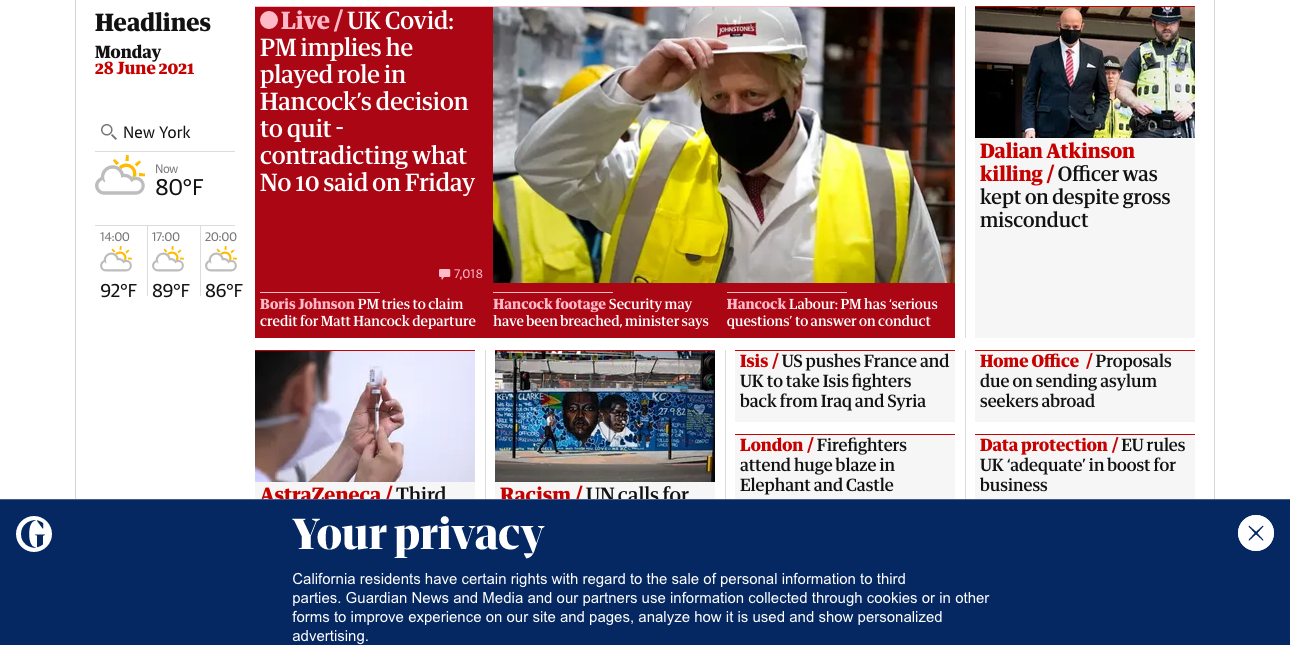 Headlines
Monday
28 June 2021
New York
Now
80°F
14:00
17:00
20:00
92°F
89°F
86°F
Live / UK Covid:
PM implies he
played role in
Hancock's decision
to quit -
contradicting what
No 10 said on Friday
7,018
JOHNSTONE'S
Boris Johnson PM tries to claim
credit for Matt Hancock departure
Hancock footage Security may
have been breached, minister says
Hancock Labour: PM has 'serious
questions' to answer on conduct
Dalian Atkinson
killing / Officer was
kept on despite gross
misconduct
KC
27·9·82
AstraZeneca / Third
Racism / UN calls for
Isis / US pushes France and
UK to take Isis fighters
back from Iraq and Syria
London / Firefighters
attend huge blaze in
Elephant and Castle
Home Office / Proposals
due on sending asylum
seekers abroad
Data protection / EU rules
UK 'adequate' in boost for
business
G
Your privacy
California residents have certain rights with regard to the sale of personal information to third
parties. Guardian News and Media and our partners use information collected through cookies or in other
forms to improve experience on our site and pages, analyze how it is used and show personalized
advertising.